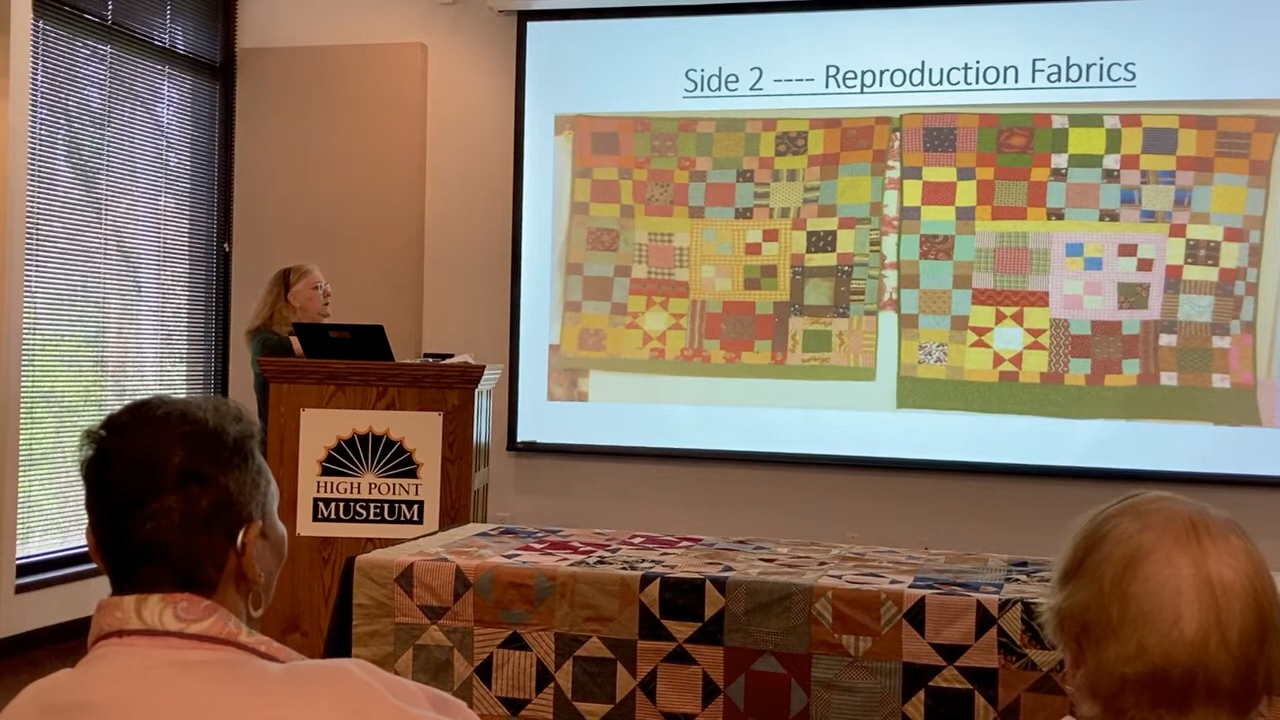 Side 2 ---- Reproduction Fabrics
HIGH POINT
MUSEUM